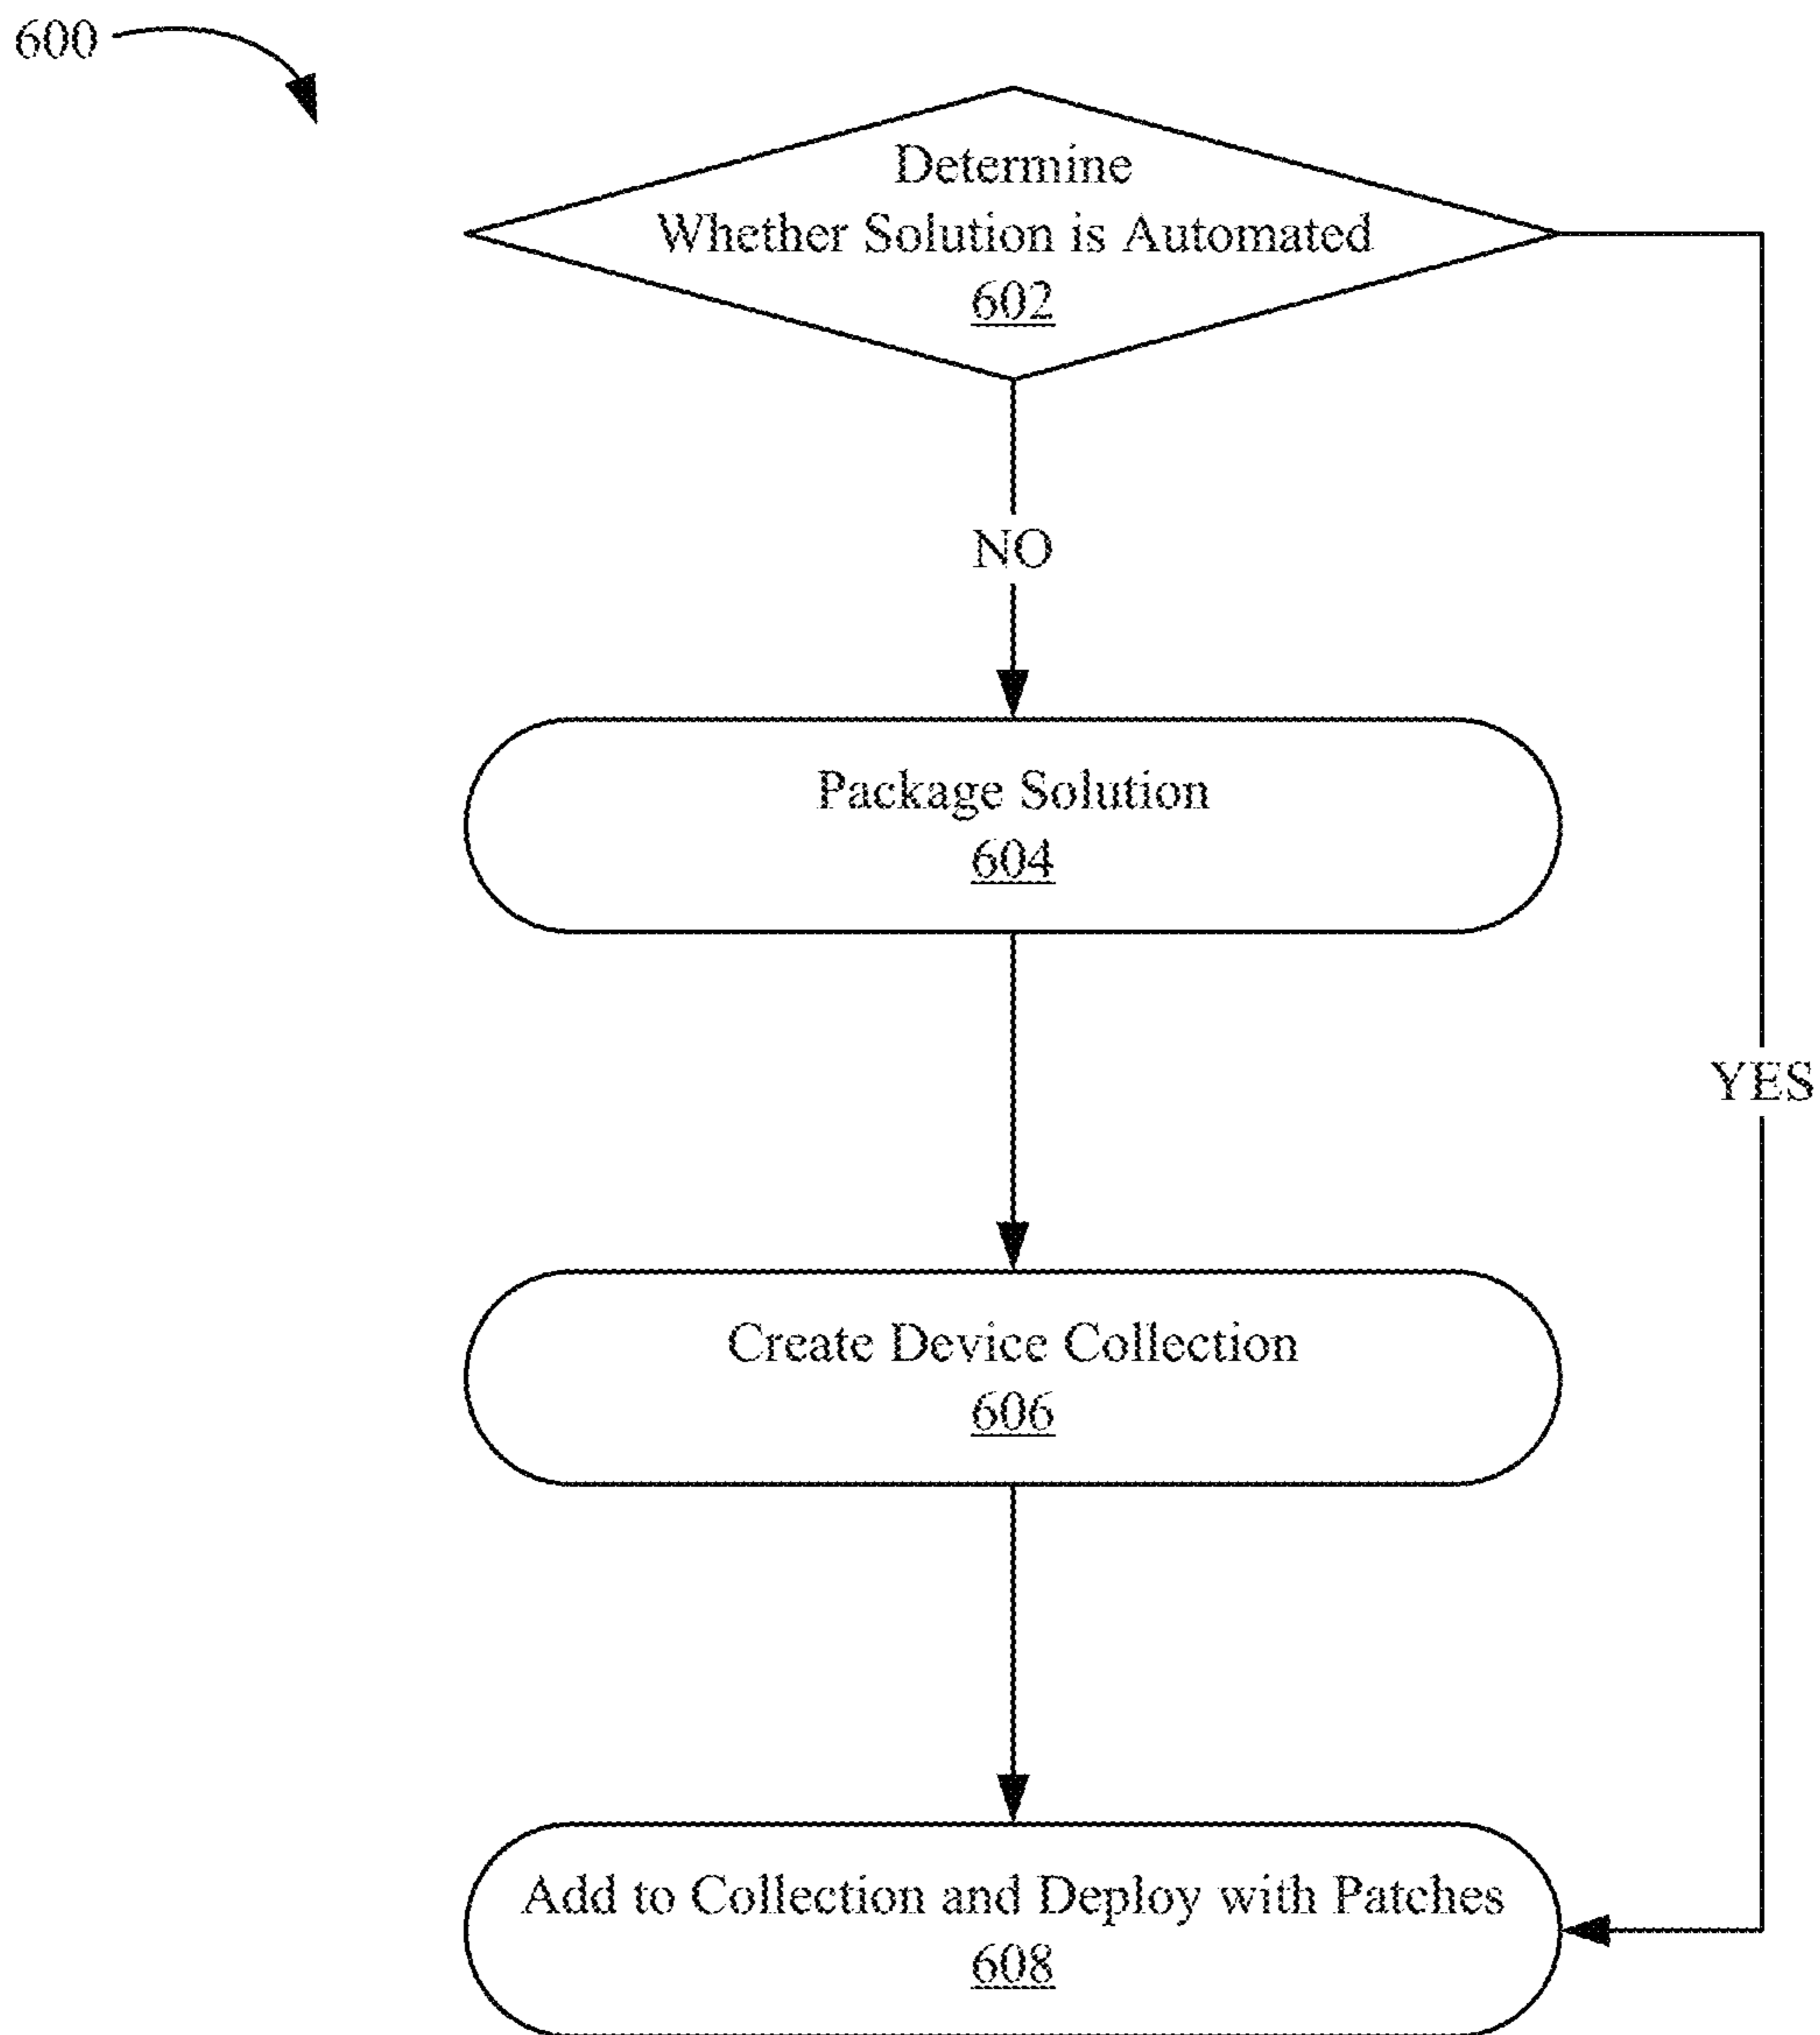 600
Determine
Whether Solution is Automated
602
NO
Package Solution
604
YES
Create Device Collection
606
Add to Collection and Deploy with Patches
608